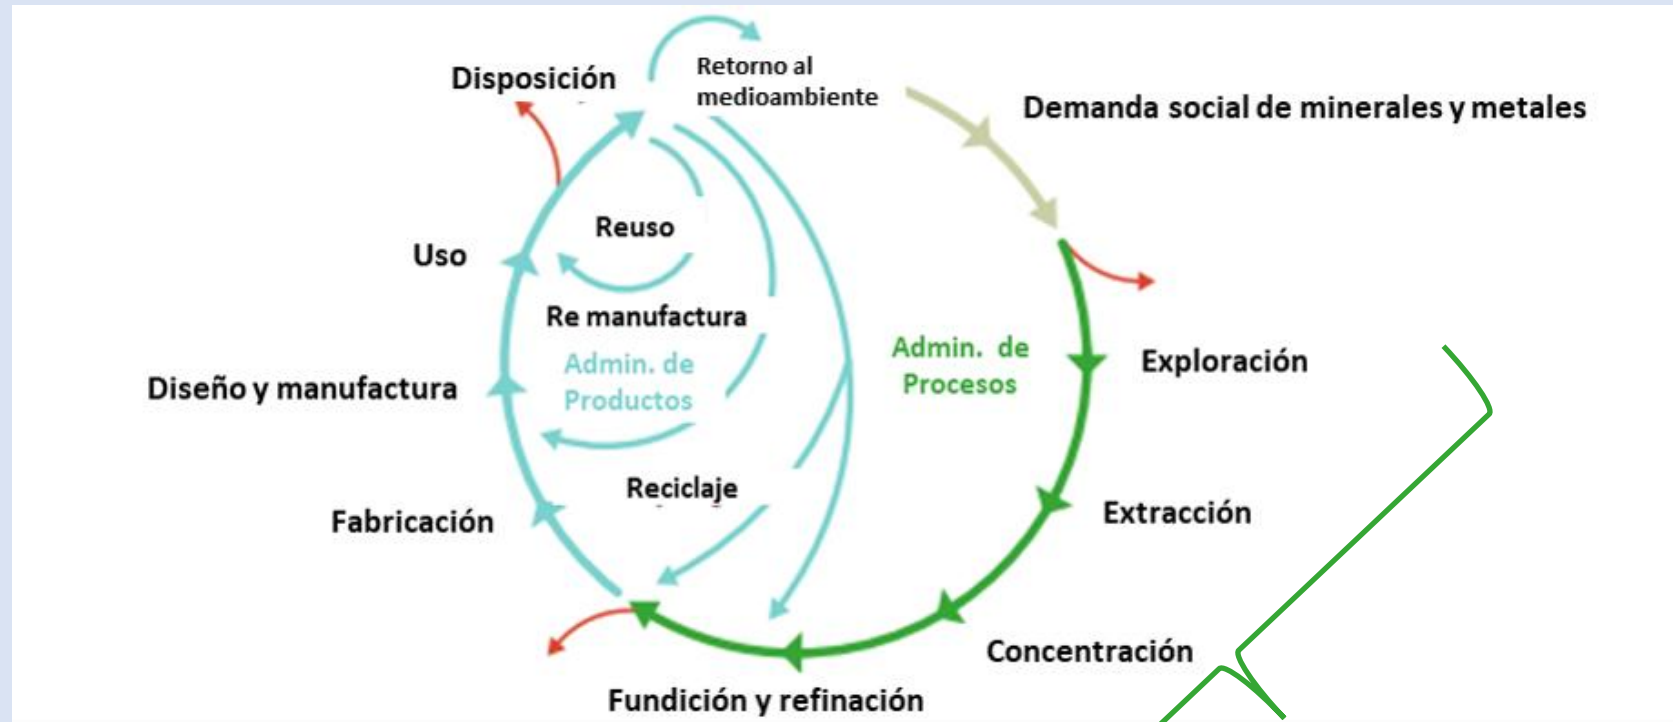 Disposición
Retorno al
medioambiente
Demanda social de minerales y metales
Reuso
Uso
Re manufactura
Admin. de
Productos
Admin. de
Procesos
Exploración
Diseño y manufactura
Reciclaje
Extracción
Fabricación
Concentración
Fundición y refinación